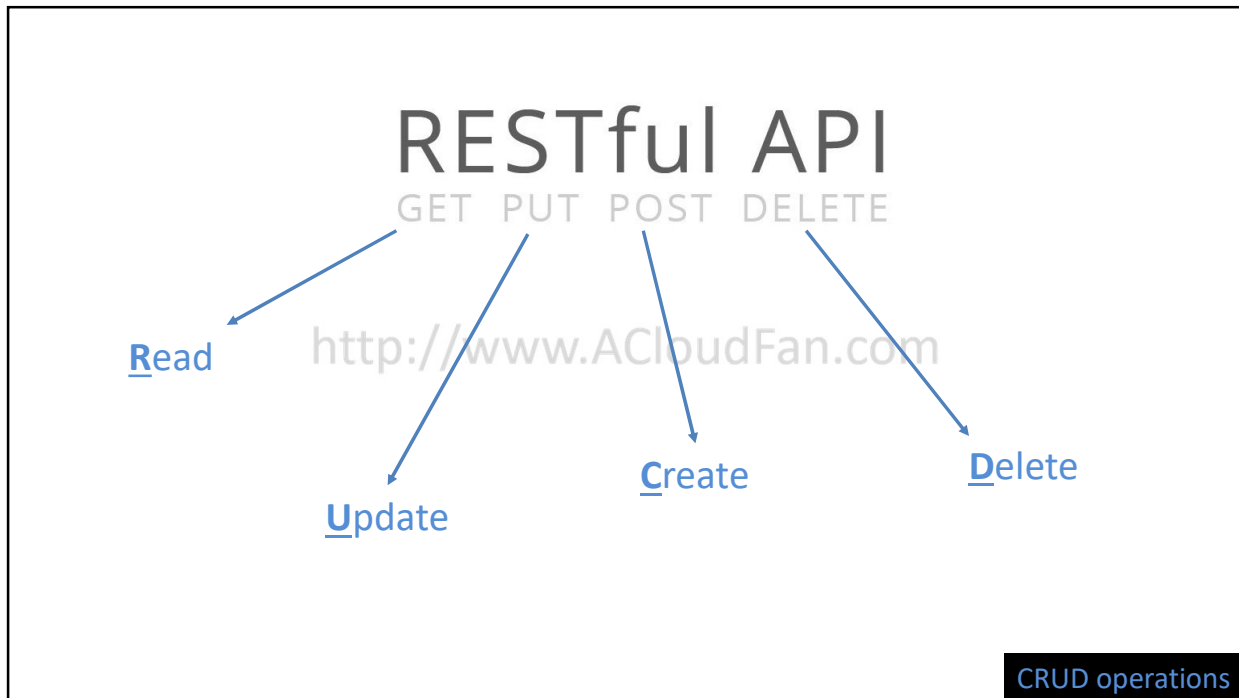 RESTful API
GET PUT POST DELETE
http://www.ACloudFan.com
Read
Create
Delete
Update
CRUD operations